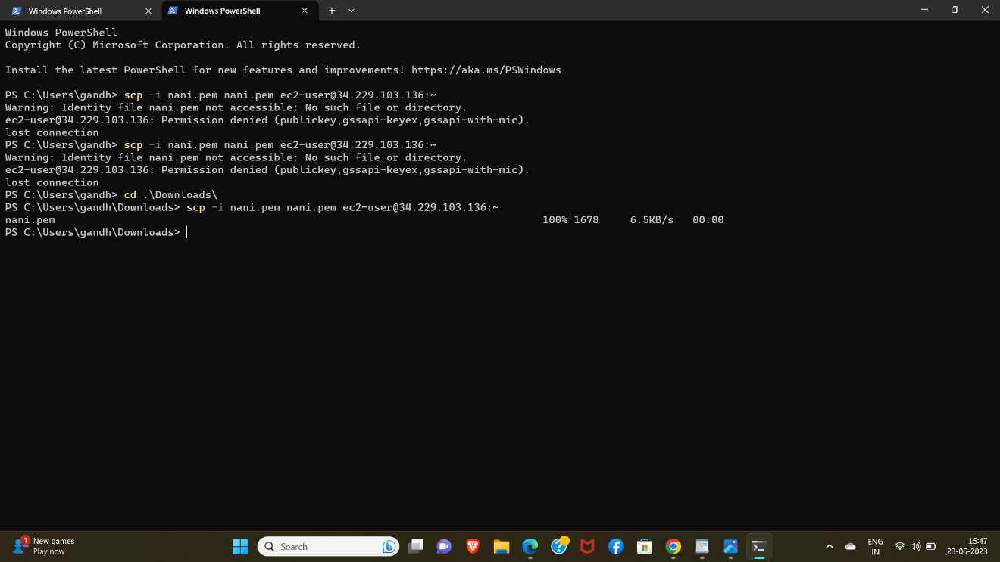 Windows PowerShell
Windows PowerShell
Windows PowerShell
Copyright (C) Microsoft Corporation. All rights reserved.
Install the latest PowerShell for new features and improvements! https://aka.ms/PSWindows
PS C:\Users\gandh> scp -i nani.pem nani.pem ec2-user@34.229.103.136:~
Warning: Identity file nani.pem not accessible: No such file or directory.
ec2-user@34.229.103.136: Permission denied (publickey,gssapi-keyex,gssapi-with-mic).
lost connection
PS C:\Users\gandh> scp -i nani.pem nani.pem ec2-user@34.229.103.136:~
Warning: Identity file nani.pem not accessible: No such file or directory.
ec2-user@34.229.103.136: Permission denied (publickey,gssapi-keyex,gssapi-with-mic).
lost connection
PS C:\Users\gandh> cd .\Downloads\
PS C:\Users\gandh\Downloads> scp -i nani.pem nani.pem ec2-user@34.229.103.136:~
nani.pem 100% 1678 6.5KB/s 00:00
PS C:\Users\gandh\Downloads>
1
New games
Play now
Search
ENG
IN
15:47
23-06-2023